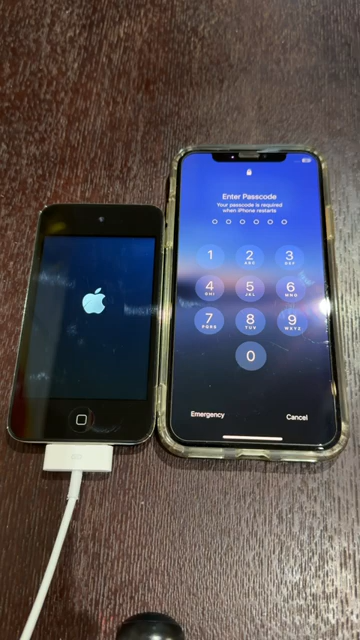 Enter Passcode
Your passcode is required
when iPhone restarts
1
2
ABC
3
DEF
4
GHI
5
JKL
6
MNO
7
PQRS
8
TUV
9
WXYZ
0
Emergency
Cancel